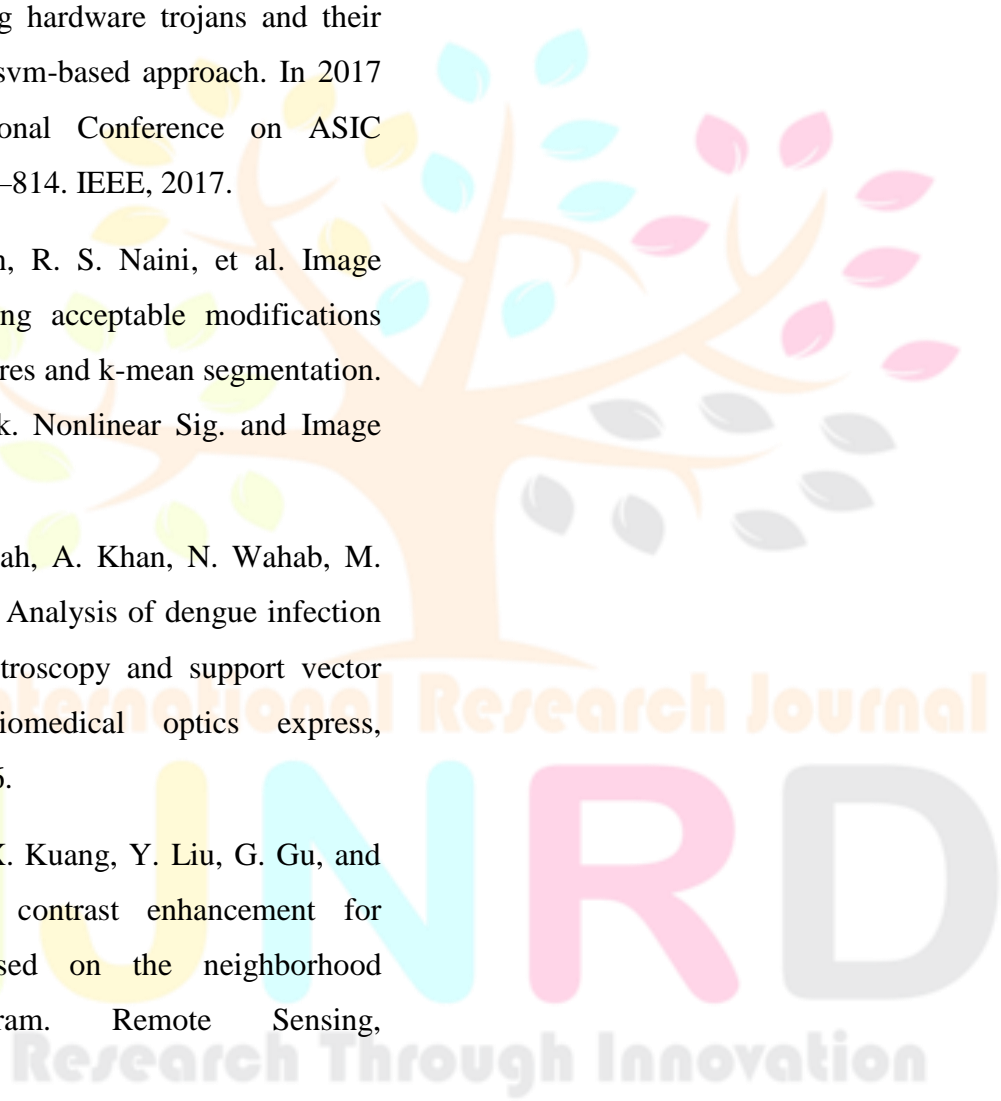 g hardware trojans and their
svm-based approach. In 2017
onal Conference on ASIC
–814. IEEE, 2017.
n, R. S. Naini, et al. Image
ng acceptable modifications
res and k-mean segmentation.
k. Nonlinear Sig. and Image
ah, A. Khan, N. Wahab, M.
Analysis of dengue infection
troscopy and support vector
International Research Journal
iomedical optics express,
6.
X. Kuang, Y. Liu, G. Gu, and
contrast enhancement for
sed on the neighborhood
ram. Remote Sensing,
IJNRD
Research Through Innovation